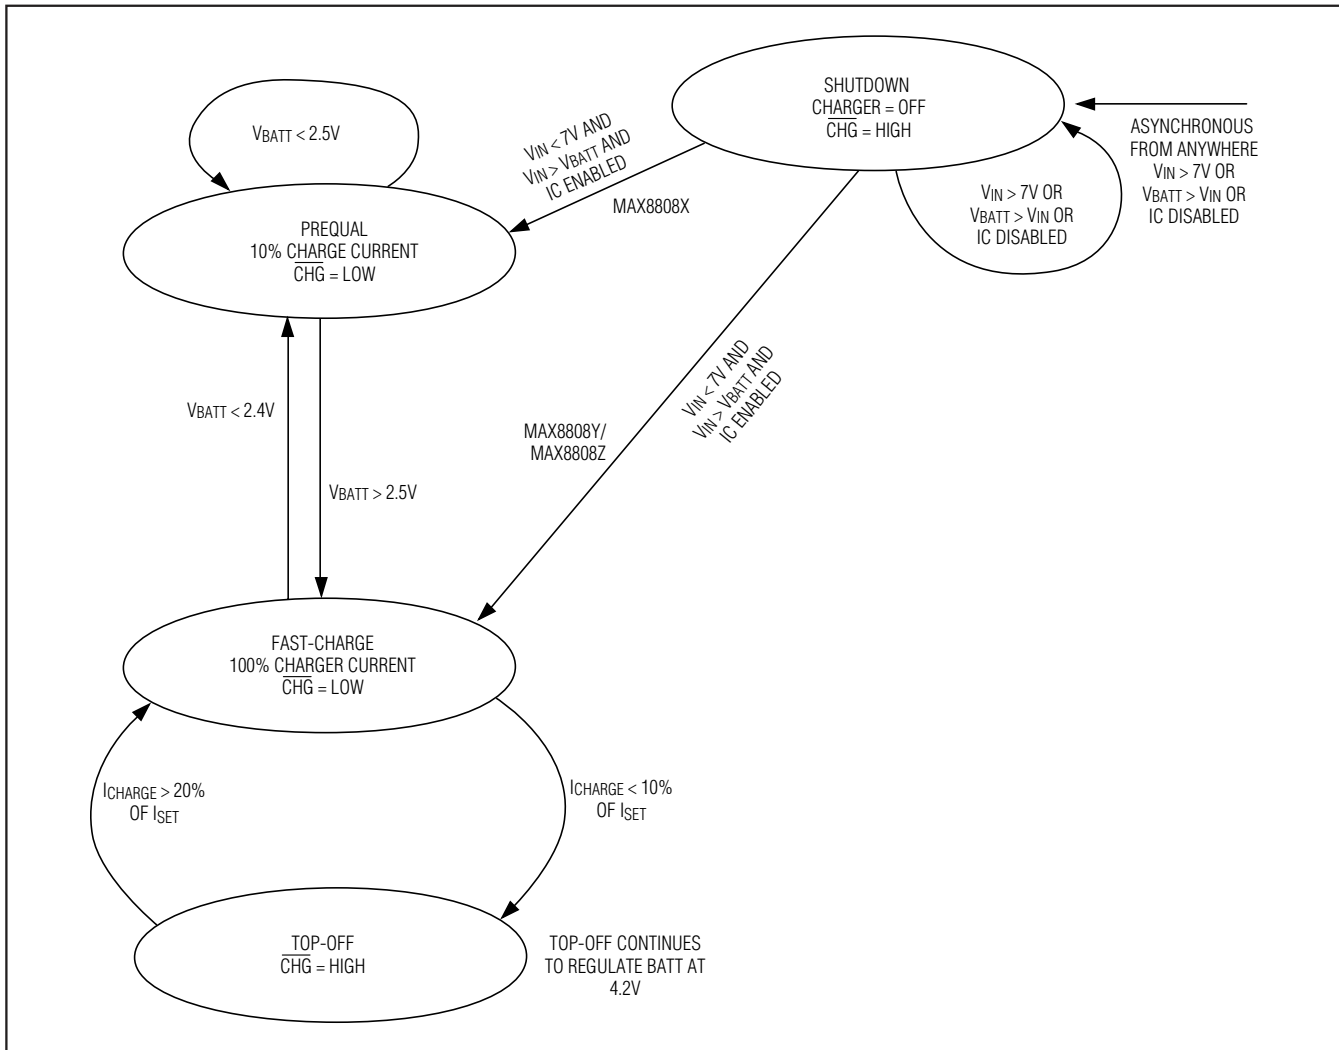 SHUTDOWN
CHARGER = OFF
CHG = HIGH
ASYNCHRONOUS
FROM ANYWHERE
VIN > 7V OR
VBATT > VIN OR
IC DISABLED
VIN > 7V OR
VBATT > VIN OR
IC DISABLED
VBATT < 2.5V
VIN < 7V AND
VIN > VBATT AND
IC ENABLED
MAX8808X
PREQUAL
10% CHARGE CURRENT
CHG = LOW
VIN < 7V AND
VIN > VBATT AND
IC ENABLED
MAX8808Y/
MAX8808Z
VBATT < 2.4V
VBATT > 2.5V
FAST-CHARGE
100% CHARGER CURRENT
CHG = LOW
ICHARGE > 20%
OF ISET
ICHARGE < 10%
OF ISET
TOP-OFF
CHG = HIGH
TOP-OFF CONTINUES
TO REGULATE BATT AT
4.2V